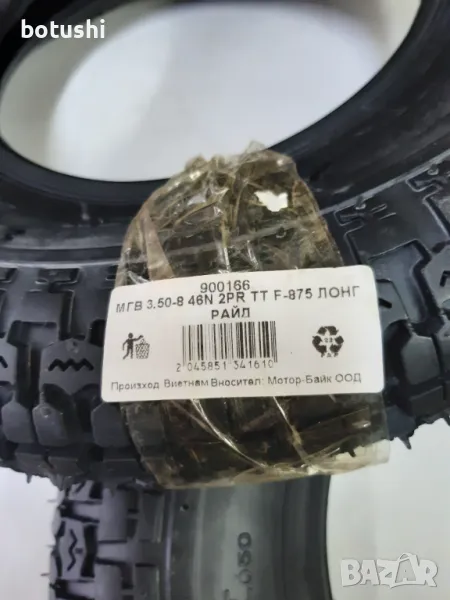 botushi
900166
МГВ 3.50-8 46N 2PR TT F-875 ЛОНГ
РАЙЛ
2 045851 341610
Произход Виетнам Вносител: Мотор-Байк ООД
BAZAR